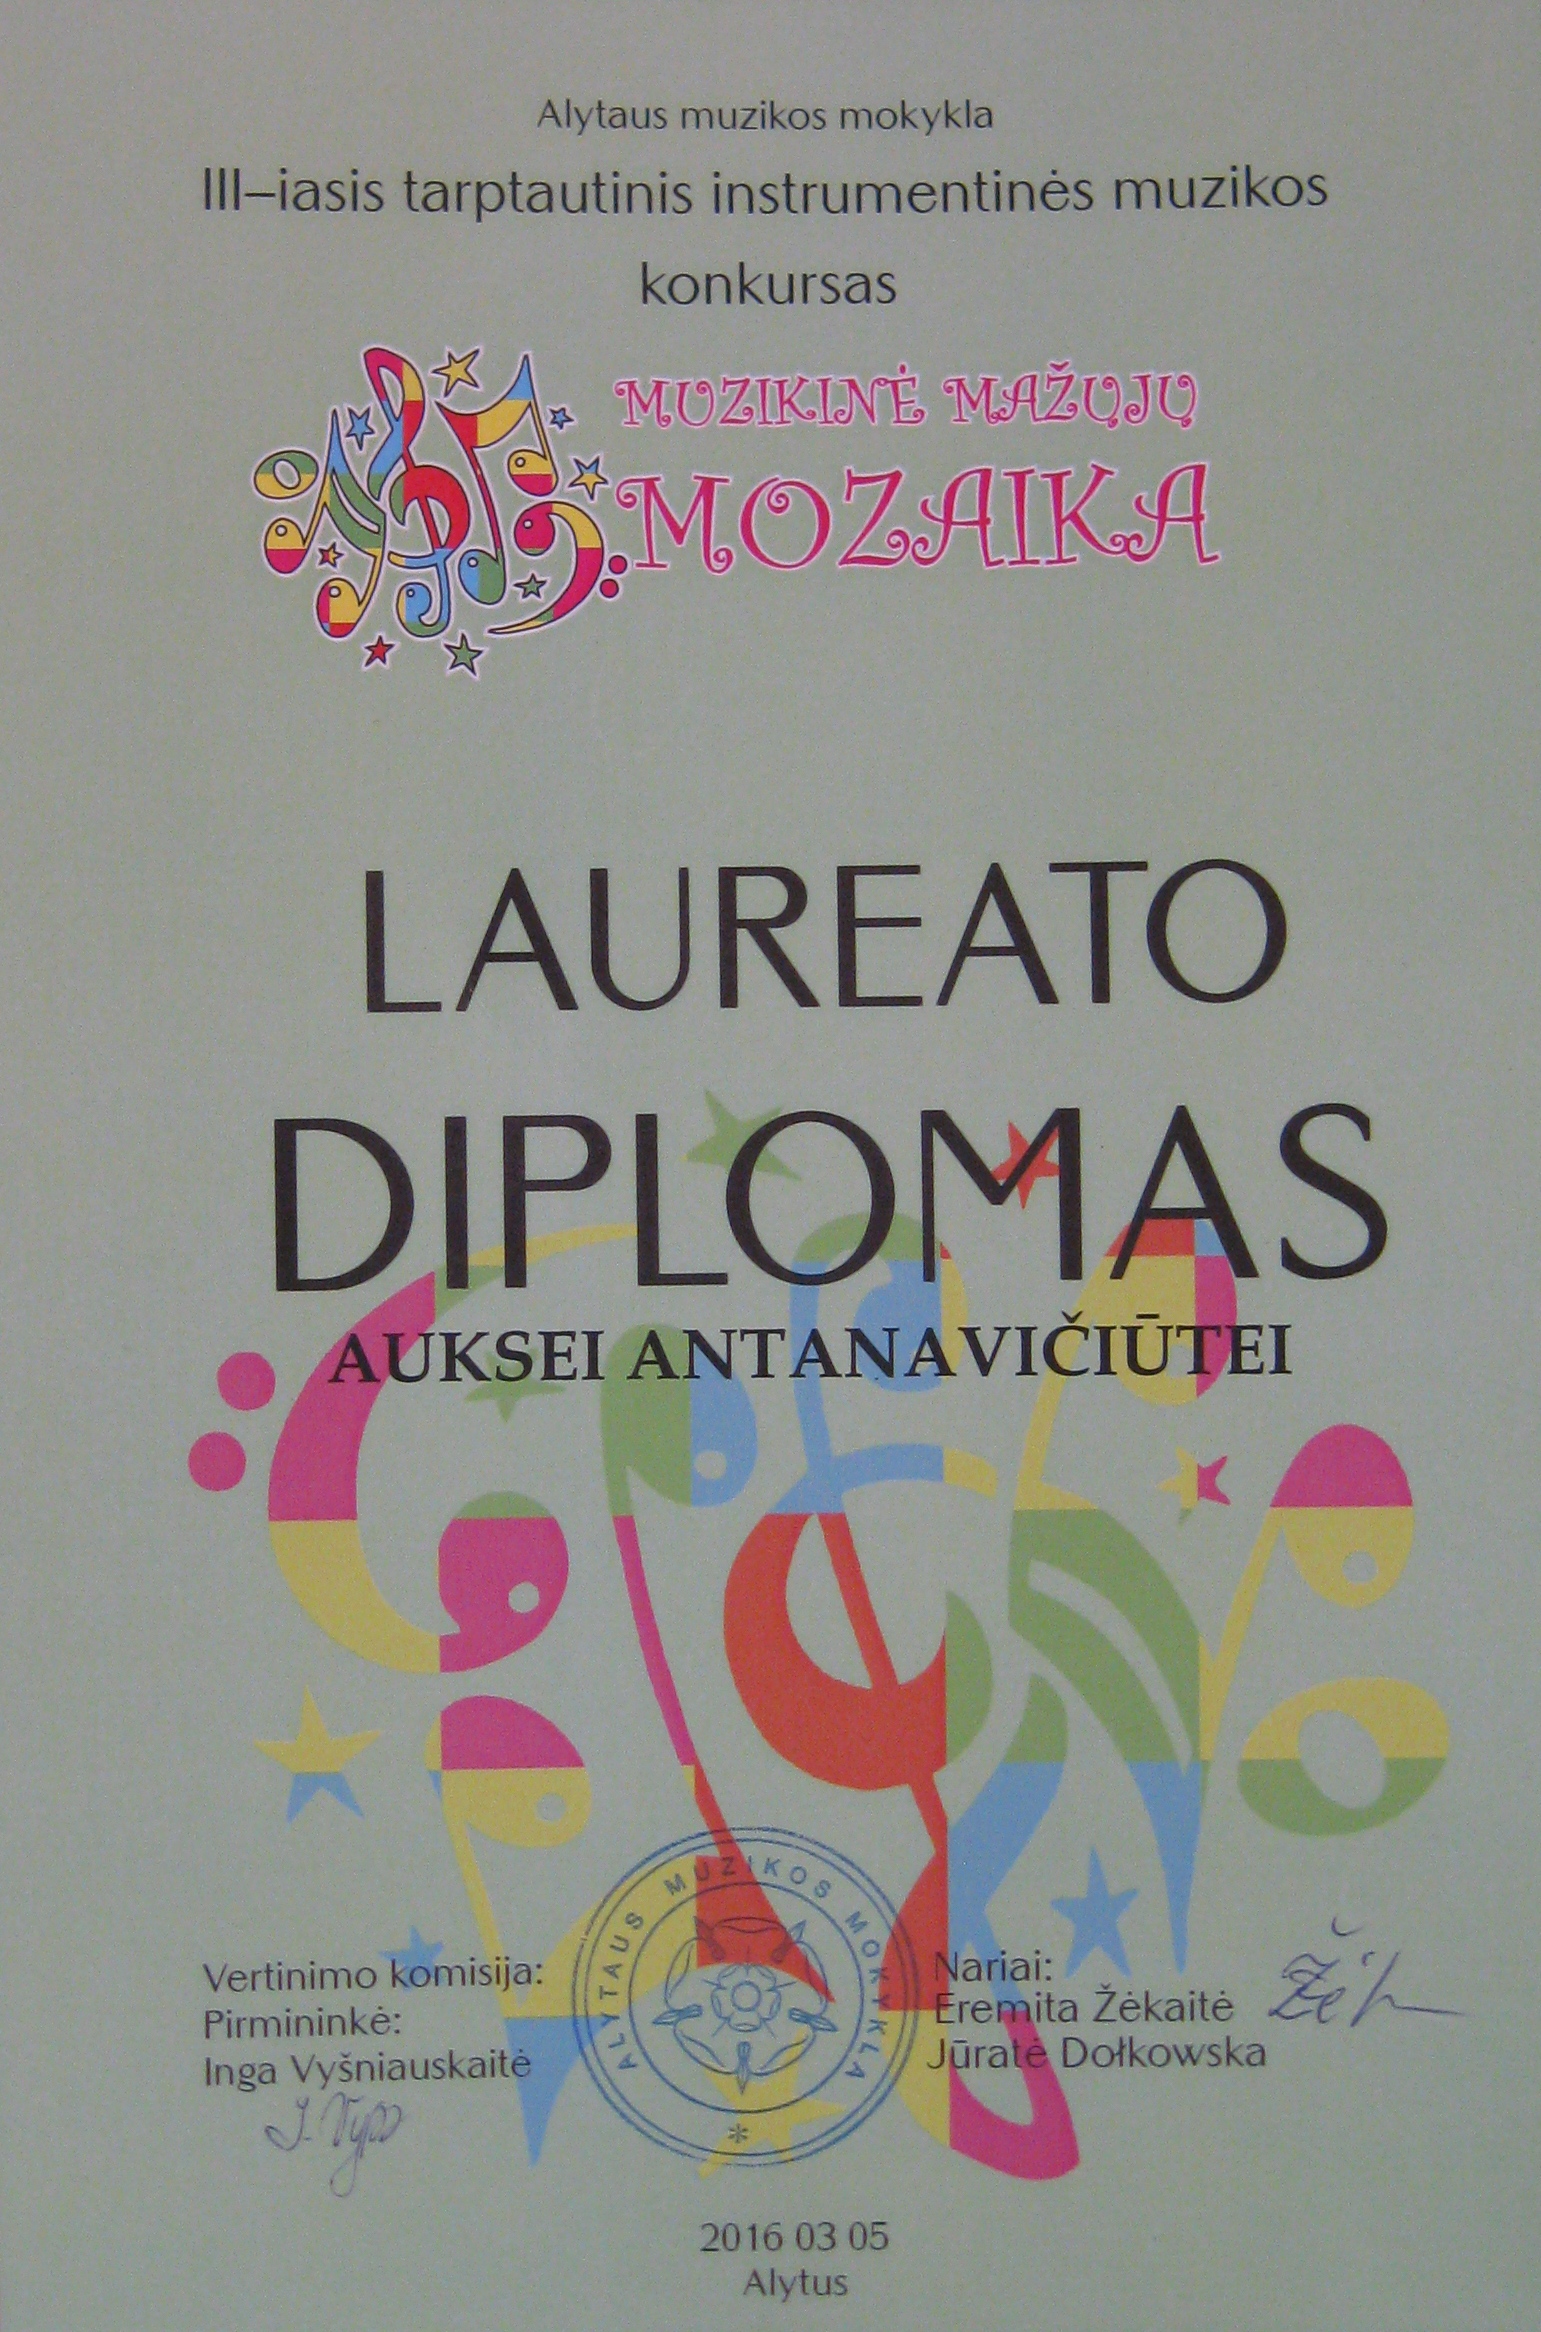 Alytaus muzikos mokykla
III–iasis tarptautinis instrumentinės muzikos
konkursas
MUZIKINĖ MAŽŲJŲ
MOZAIKA
LAUREATO
DIPLOMAS
AUKSEI ANTANAVIČIŪTEI
ALYTAUS MUZIKOS MOKYKLA
Vertinimo komisija:
Pirmininkė:
Inga Vyšniauskaitė
Nariai:
Eremita Žėkaitė
Jūratė Dołkowska
2016 03 05
Alytus